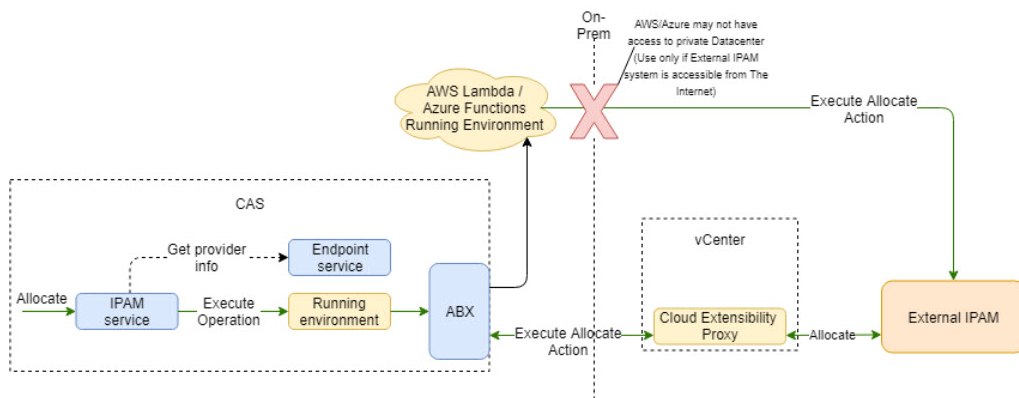 On-
Prem
AWS/Azure may not have
access to private Datacenter
(Use only if External IPAM
system is accessible from The
Internet)
AWS Lambda /
Azure Functions
Running Environment
Execute Allocate
Action
CAS
Get provider
info
Endpoint
service
vCenter
Allocate
IPAM
service
Execute
Operation
Running
environment
ABX
Execute Allocate
Action
Cloud Extensibility
Proxy
Allocate
External IPAM